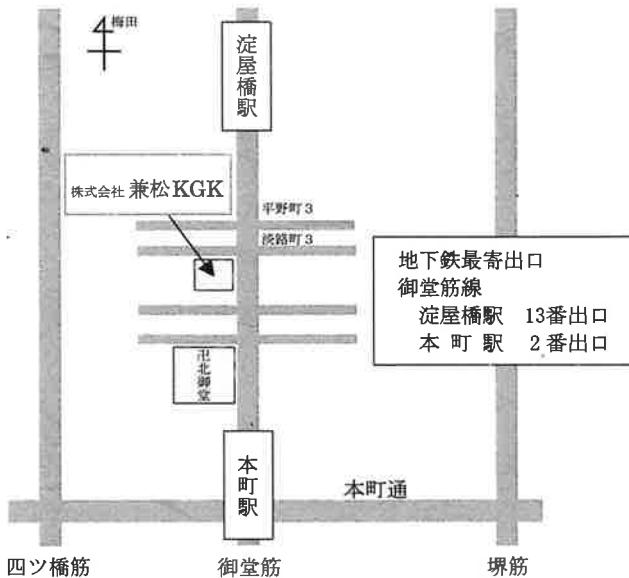 梅田
淀屋橋駅
株式会社 兼松KGK
平野町3
淡路町3
地下鉄最寄出口
御堂筋線
淀屋橋駅 13番出口
本 町 駅 2番出口
卍北御堂
本町駅
本町通
四ツ橋筋
御堂筋
堺筋